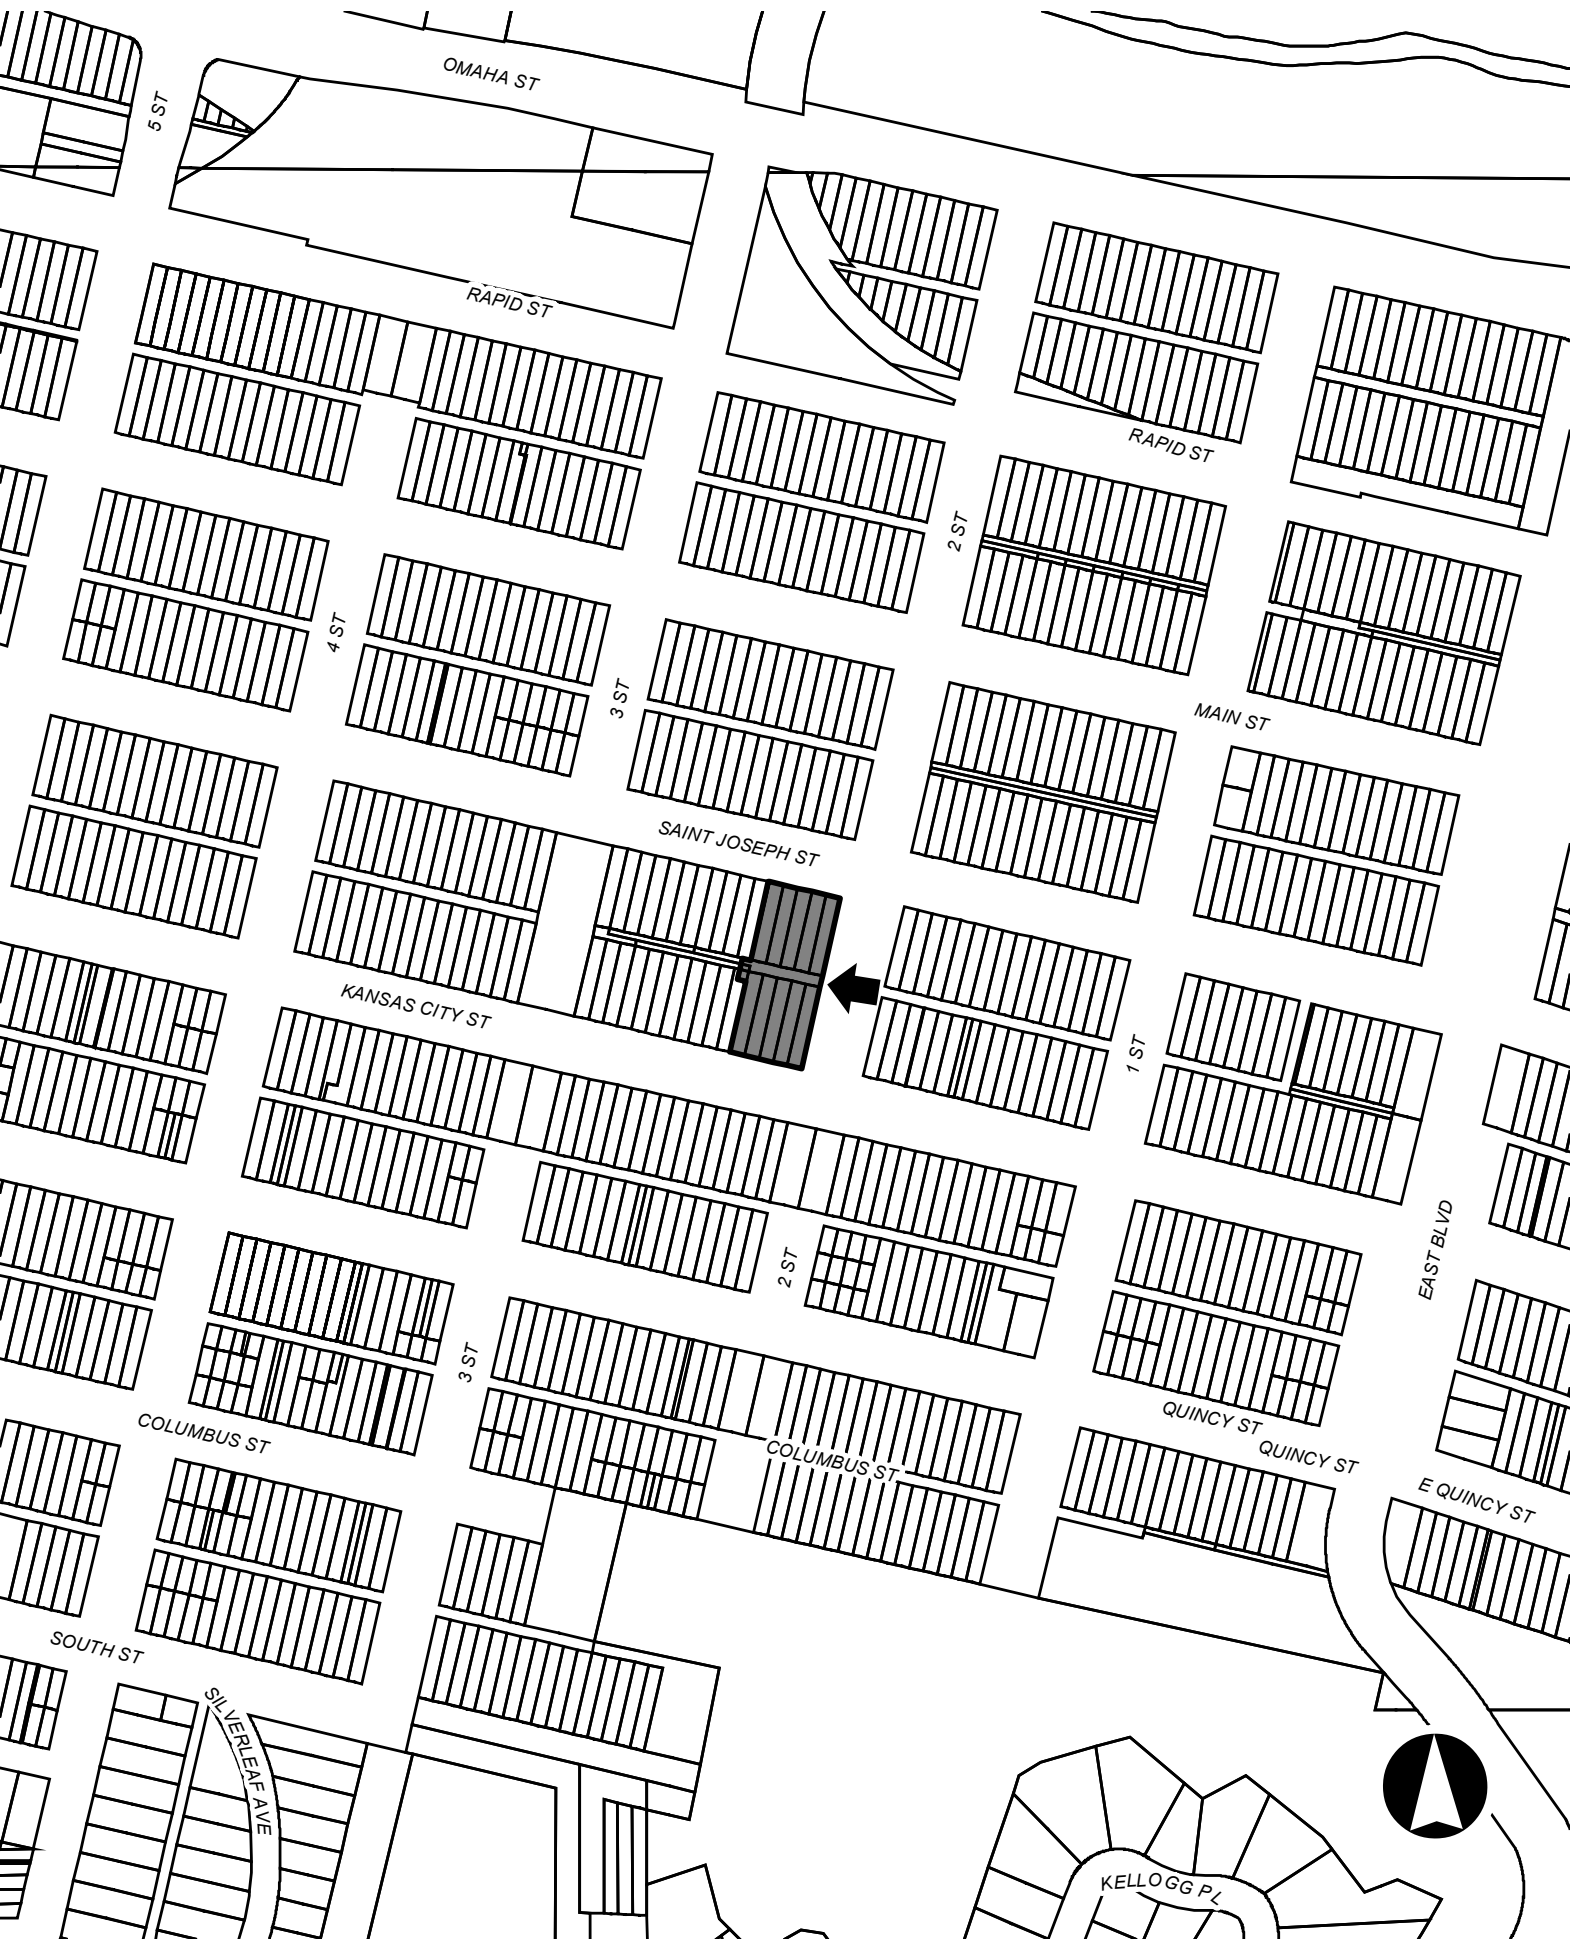 OMAHA ST
5 ST
RAPID ST
RAPID ST
2 ST
4 ST
3 ST
MAIN ST
SAINT JOSEPH ST
KANSAS CITY ST
1 ST
EAST BLVD
2 ST
3 ST
COLUMBUS ST
QUINCY ST
QUINCY ST
COLUMBUS ST
E QUINCY ST
SOUTH ST
SILVERLEAF AVE
KELLOGG PL